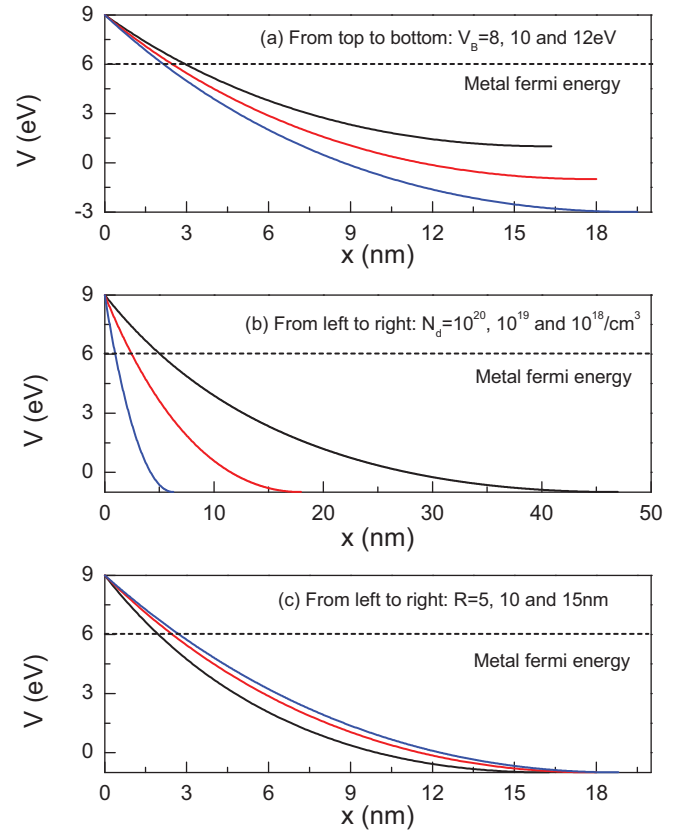 9
6
3
0
-3
V (eV)
(a) From top to bottom: V_B=8, 10 and 12eV
Metal fermi energy
0 3 6 9 12 15 18
x (nm)
9
6
3
0
V (eV)
(b) From left to right: N_d=10^20, 10^19 and 10^18/cm^3
Metal fermi energy
0 10 20 30 40 50
x (nm)
9
6
3
0
V (eV)
(c) From left to right: R=5, 10 and 15nm
Metal fermi energy
0 3 6 9 12 15 18
x (nm)